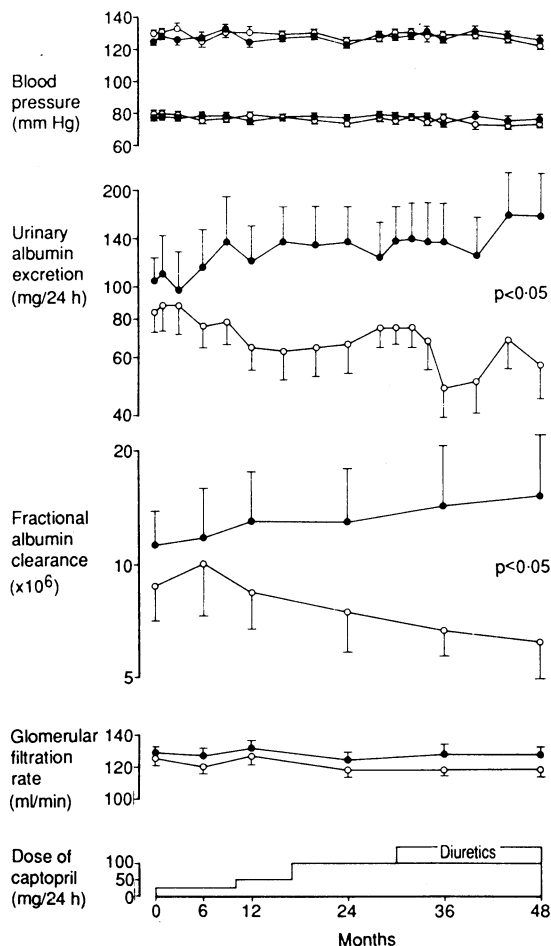 140
120
100
80
60
Blood
pressure
(mm Hg)
200
140
100
80
60
40
Urinary
albumin
excretion
(mg/24 h)
p<0·05
20
10
5
Fractional
albumin
clearance
(x10⁶)
p<0·05
140
120
100
Glomerular
filtration
rate
(ml/min)
100
50
0
Dose of
captopril
(mg/24 h)
Diuretics
0 6 12 24 36 48
Months